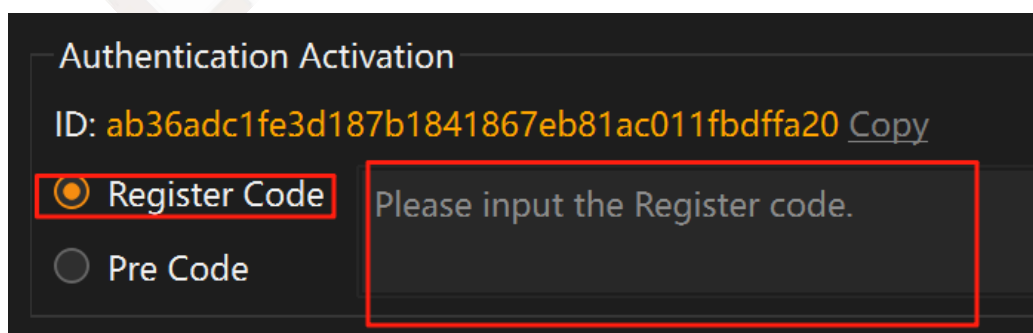 Authentication Activation
ID: ab36adc1fe3d187b1841867eb81ac011fbdffa20 Copy
Register Code
Please input the Register code.
Pre Code